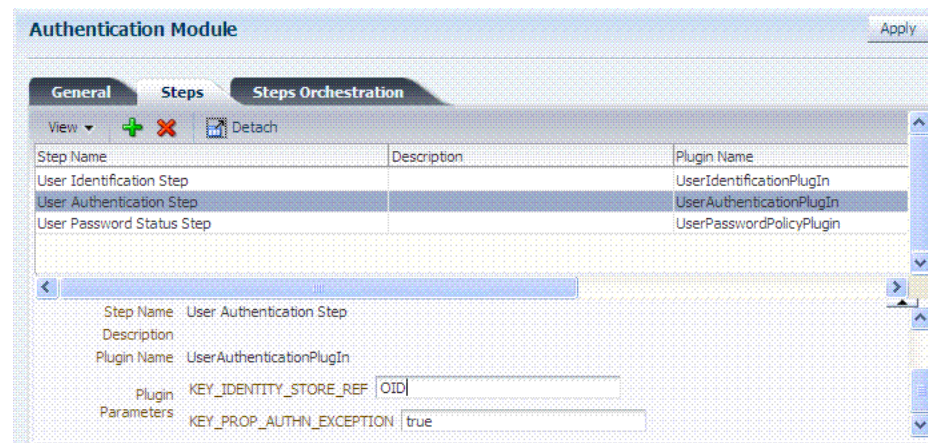 Authentication Module
Apply
General Steps Steps Orchestration
View Detach
Step Name Description Plugin Name
User Identification Step UserIdentificationPlugIn
User Authentication Step UserAuthenticationPlugIn
User Password Status Step UserPasswordPolicyPlugin
Step Name User Authentication Step
Description
Plugin Name UserAuthenticationPlugIn
Plugin Parameters
KEY_IDENTITY_STORE_REF OID
KEY_PROP_AUTHN_EXCEPTION true